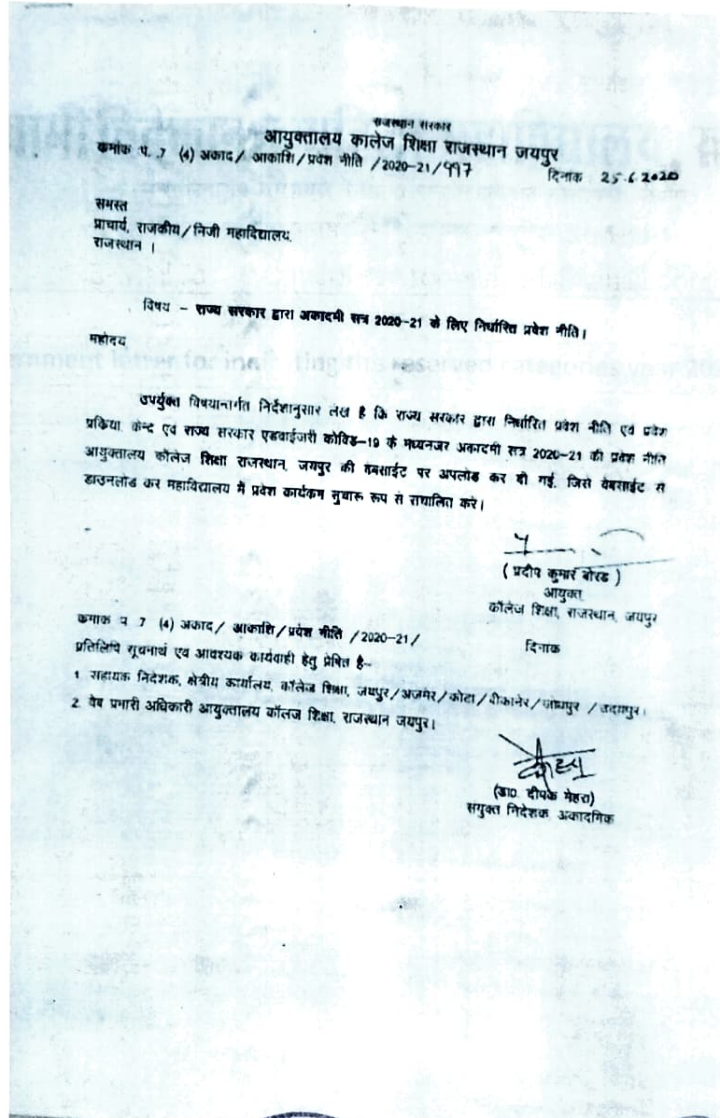 राजस्थान सरकार
आयुक्तालय कालेज शिक्षा राजस्थान जयपुर
कमांक प. 7 (4) अकाद/ आकाशि/प्रवेश नीति /2020-21/997
दिनांक 25.6.2020
समस्त
प्राचार्य, राजकीय/निजी महाविद्यालय,
राजस्थान ।
विषय – राज्य सरकार द्वारा अकादमी सत्र 2020-21 के लिए निर्धारित प्रवेश नीति।
महोदय
उपर्युक्त विषयान्तर्गत निर्देशानुसार लेख है कि राज्य सरकार द्वारा निर्धारित प्रवेश नीति एवं प्रवेश
प्रकिया, केन्द एवं राज्य सरकार एडवाईजरी कोविड-19 के मध्यनजर अकादमी सत्र 2020-21 की प्रवेश नीति
आयुक्तालय कॉलेज शिक्षा राजस्थान, जयपुर की वेबसाईट पर अपलोड कर दी गई, जिसे वेबसाईट से
डाउनलोड कर महाविद्यालय में प्रवेश कार्यकम सुचारू रूप से संचालित करें।
( प्रदीप कुमार बोरड )
आयुक्त
कॉलेज शिक्षा, राजस्थान, जयपुर
कमांक प 7 (4) अकाद/ आकाशि/प्रवेश नीति /2020-21/
दिनांक
प्रतिलिपि सूचनार्थ एवं आवश्यक कार्यवाही हेतु प्रेषित है–
1. सहायक निदेशक, क्षेत्रीय कार्यालय, कॉलेज शिक्षा, जयपुर/अजमेर/कोटा/बीकानेर/जोधपुर /उदयपुर।
2. वेब प्रभारी अधिकारी आयुक्तालय कॉलेज शिक्षा, राजस्थान जयपुर।
(डा0. दीपक मेहरा)
संयुक्त निदेशक अकादमिक